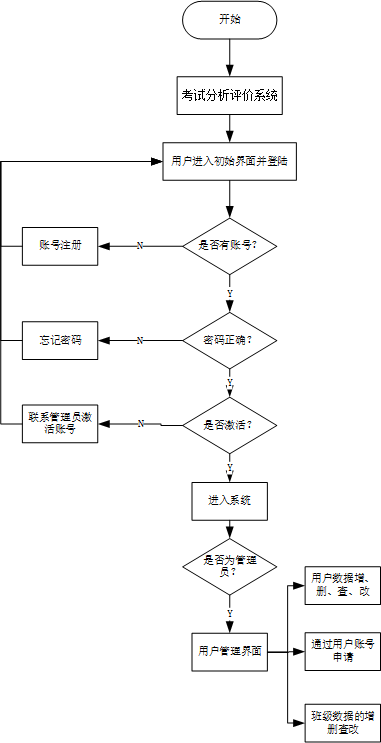 开始
考试分析评价系统
用户进入初始界面并登陆
账号注册
N
是否有账号？
Y
忘记密码
N
密码正确？
Y
联系管理员激
活账号
N
是否激活？
Y
进入系统
是否为管理
员？
Y
用户管理界面
用户数据增、
删、查、改
通过用户账号
申请
班级数据的增
删查改